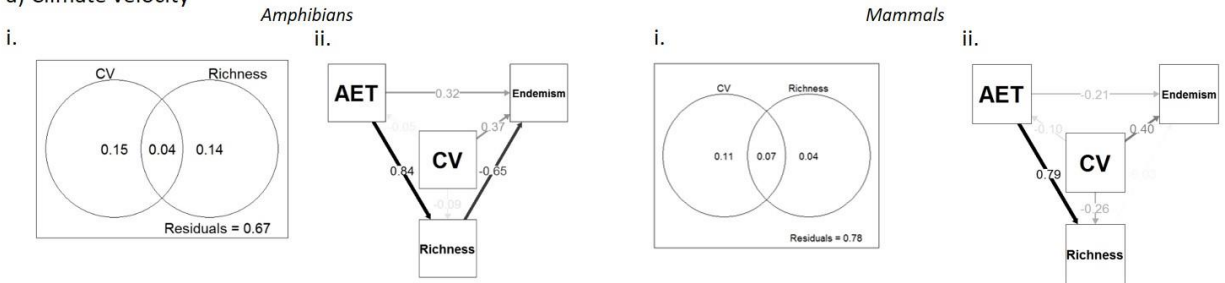 a) Climate velocity
Amphibians
Mammals
i.
ii.
i.
ii.
CV
Richness
0.15
0.04
0.14
Residuals = 0.67
AET
Endemism
0.32
0.05
0.37
CV
0.84
-0.65
-0.09
Richness
CV
Richness
0.11
0.07
0.04
Residuals = 0.78
AET
Endemism
-0.21
-0.10
0.40
CV
0.79
-0.26
Richness